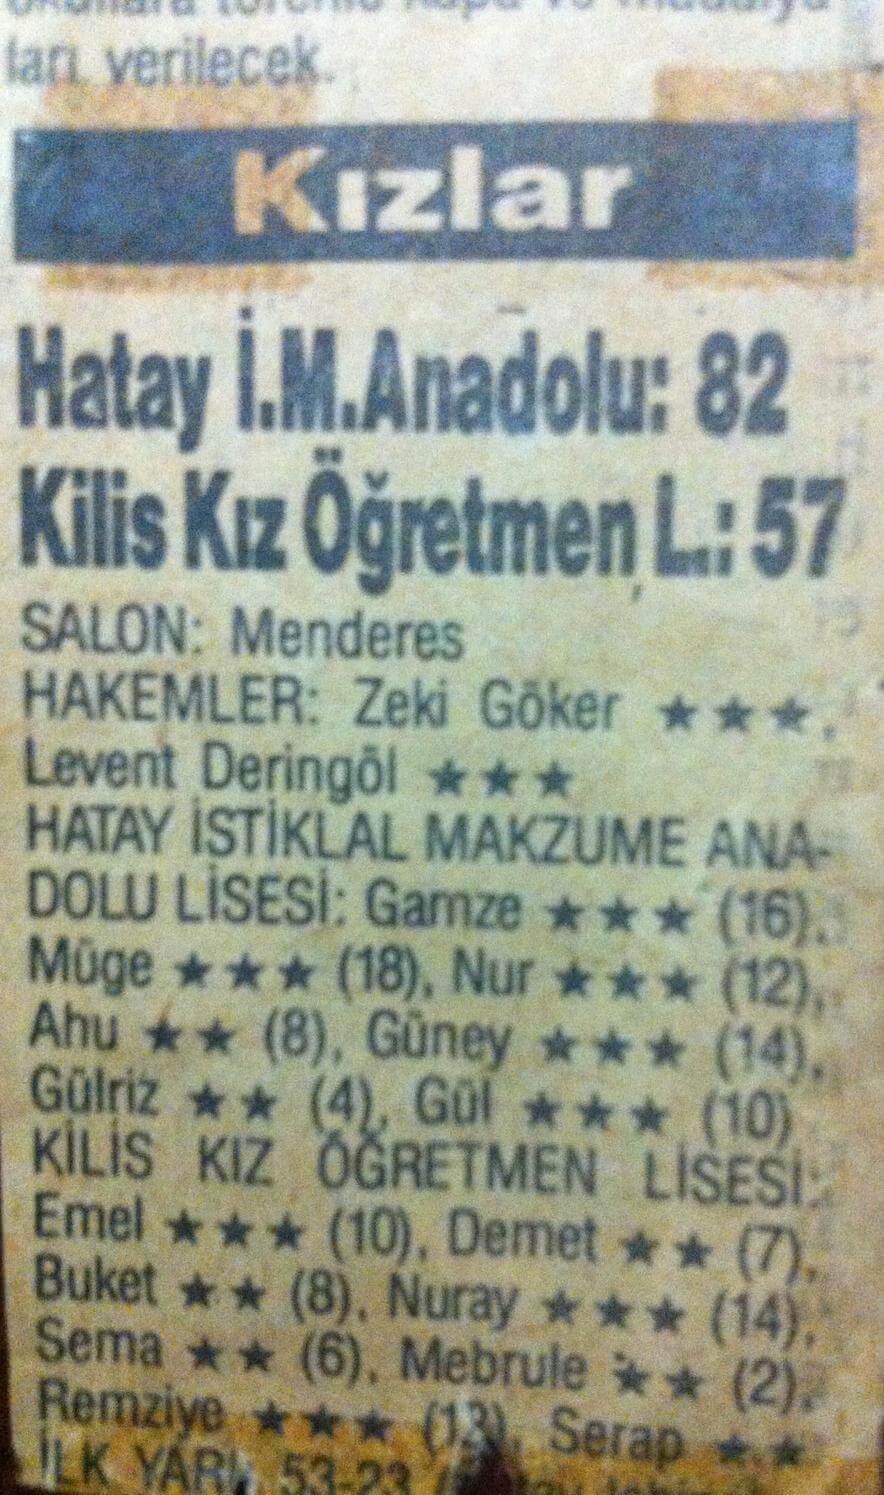 ları verilecek.
Kızlar
Hatay İ.M.Anadolu: 82
Kilis Kız Öğretmen L.: 57
SALON: Menderes
HAKEMLER: Zeki Göker ★★★,
Levent Deringöl ★★★
HATAY İSTİKLAL MAKZUME ANA-
DOLU LİSESİ: Gamze ★★★ (16),
Müge ★★★ (18), Nur ★★★ (12),
Ahu ★★ (8), Güney ★★★ (14),
Gülriz ★★ (4), Gül ★★★ (10)
KİLİS KIZ ÖĞRETMEN LİSESİ:
Emel ★★★ (10), Demet ★★ (7),
Buket ★★ (8), Nuray ★★★ (14),
Sema ★★ (6), Mebrule ★★ (2),
Remziye ★★★ Serap ★★
İLK YARI: 53-23